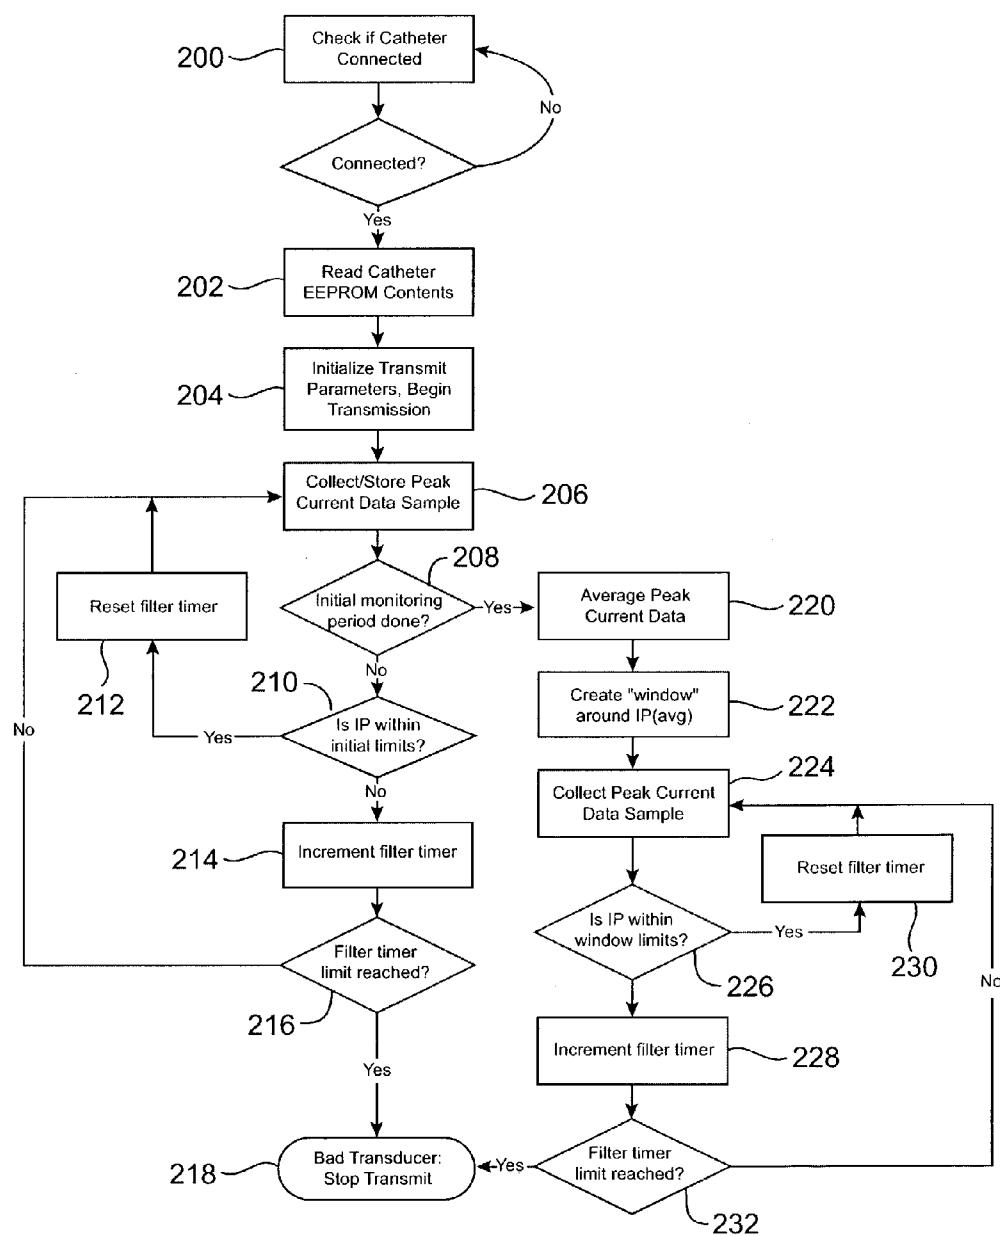 200
Check if Catheter
Connected
No
Connected?
Yes
202
Read Catheter
EEPROM Contents
204
Initialize Transmit
Parameters, Begin
Transmission
Collect/Store Peak
Current Data Sample
206
208
Initial monitoring
period done?
Yes
No
Reset filter timer
212
210
Is IP within
initial limits?
Yes
No
No
214
Increment filter timer
Filter timer
limit reached?
216
Yes
218
Bad Transducer:
Stop Transmit
Average Peak
Current Data
220
Create "window"
around IP(avg)
222
224
Collect Peak Current
Data Sample
Reset filter timer
230
Is IP within
window limits?
Yes
226
No
Increment filter timer
228
Filter timer
limit reached?
Yes
232